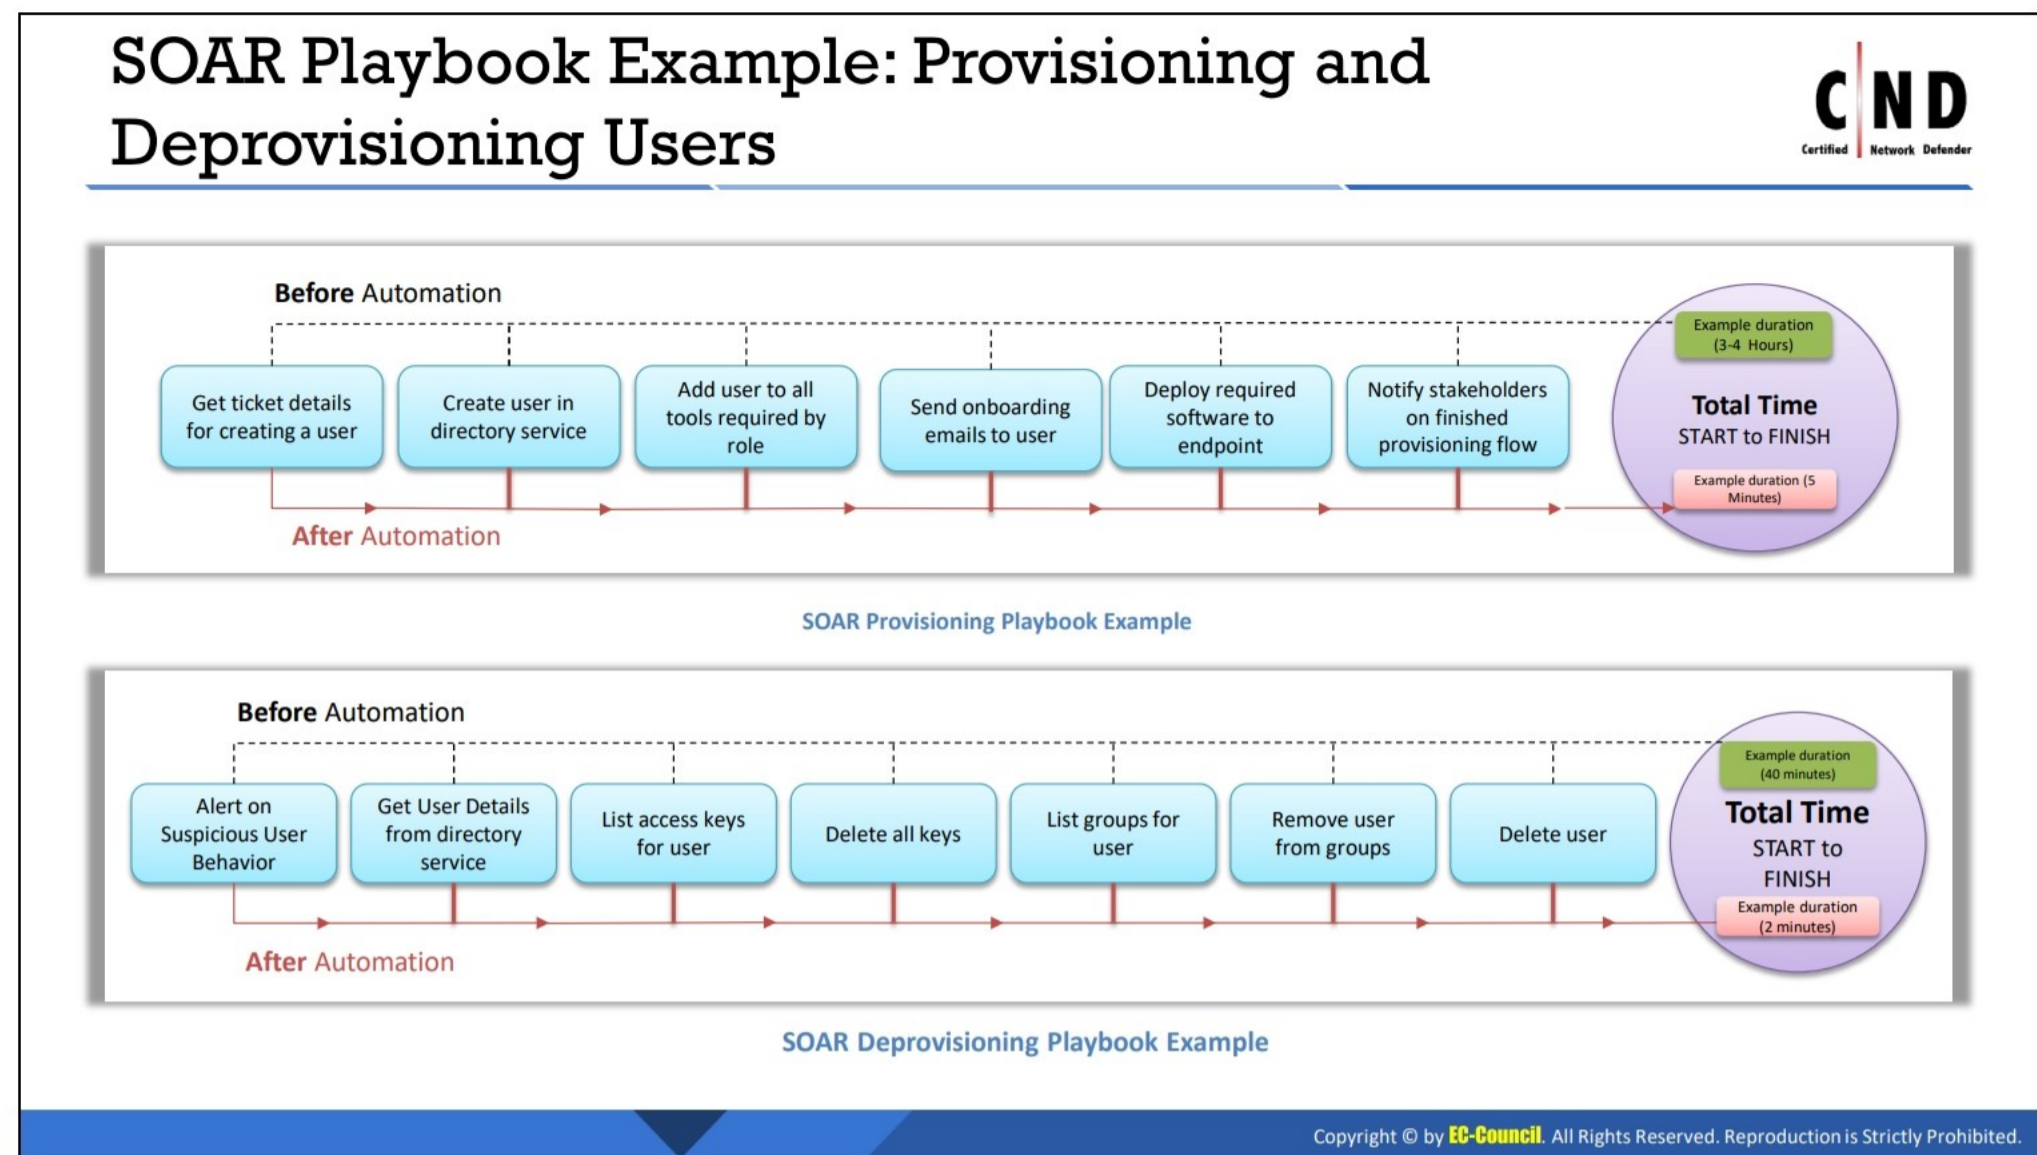 SOAR Playbook Example: Provisioning and
Deprovisioning Users
C ND
Certified Network Defender
Before Automation
Get ticket details
for creating a user
Create user in
directory service
Add user to all
tools required by
role
Send onboarding
emails to user
Deploy required
software to
endpoint
Notify stakeholders
on finished
provisioning flow
Example duration
(3-4 Hours)
Total Time
START to FINISH
Example duration (5
Minutes)
After Automation
SOAR Provisioning Playbook Example
Before Automation
Alert on
Suspicious User
Behavior
Get User Details
from directory
service
List access keys
for user
Delete all keys
List groups for
user
Remove user
from groups
Delete user
Example duration
(40 minutes)
Total Time
START to
FINISH
Example duration
(2 minutes)
After Automation
SOAR Deprovisioning Playbook Example
Copyright © by EC-Council. All Rights Reserved. Reproduction is Strictly Prohibited.